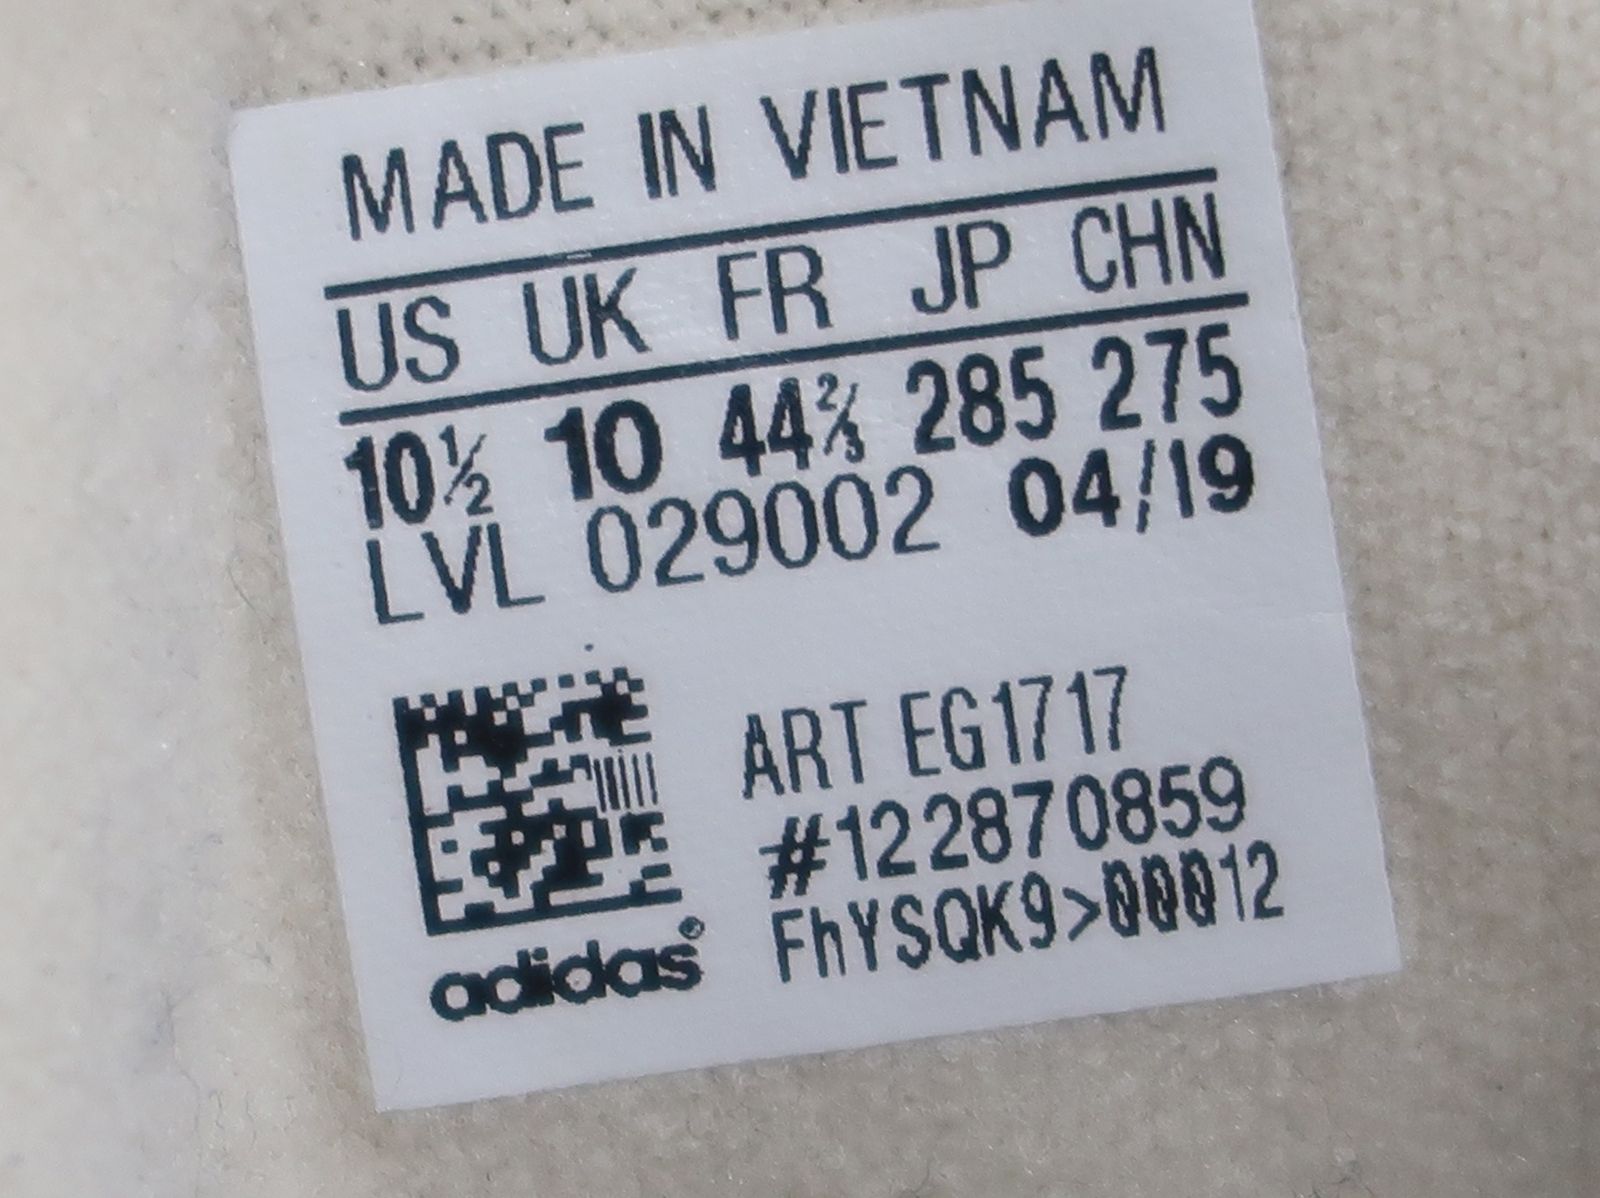 MADE IN VIETNAM
US UK FR JP CHN
10½ 10 44⅔ 285 275
LVL 029002 04/19
ART EG1717
#122870859
FhYSQK9>00012
adidas®